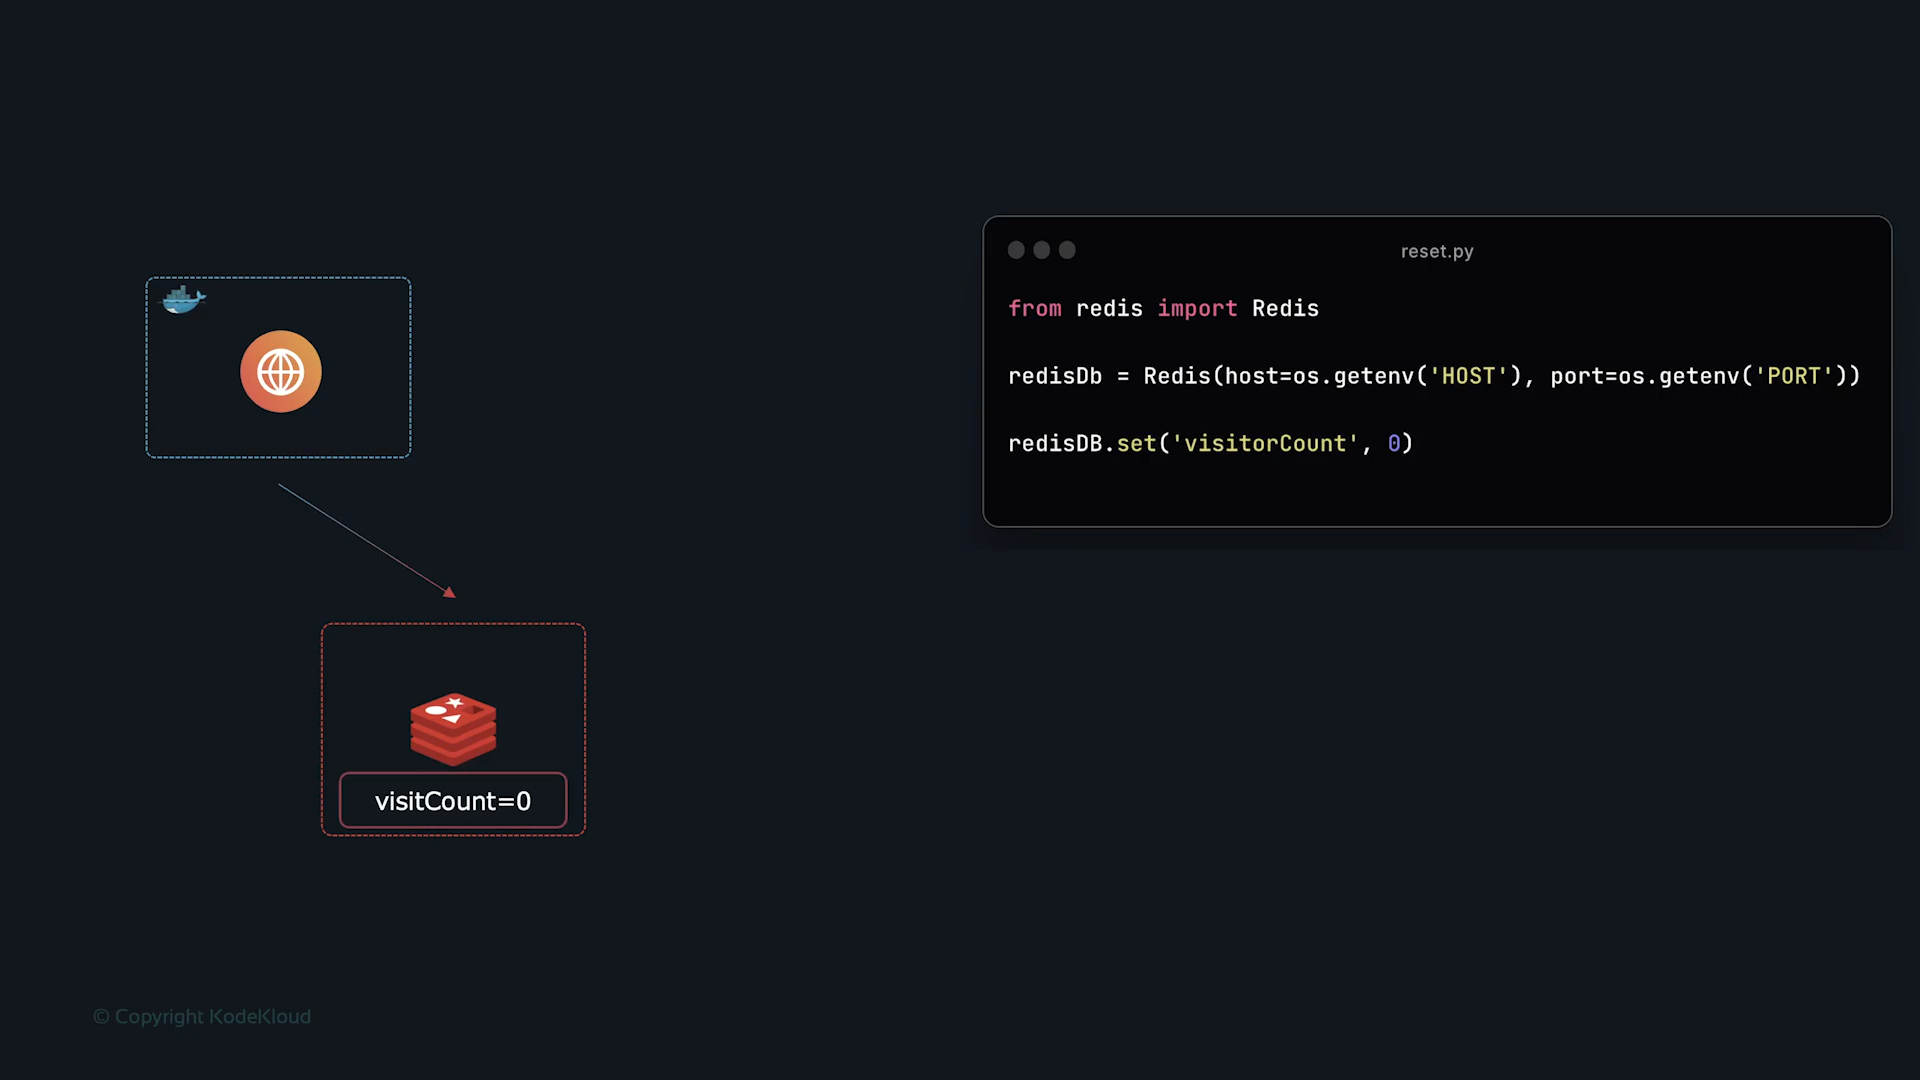 reset.py
from redis import Redis
redisDb = Redis(host=os.getenv('HOST'), port=os.getenv('PORT'))
redisDB.set('visitorCount', 0)
visitCount=0
© Copyright KodeKloud